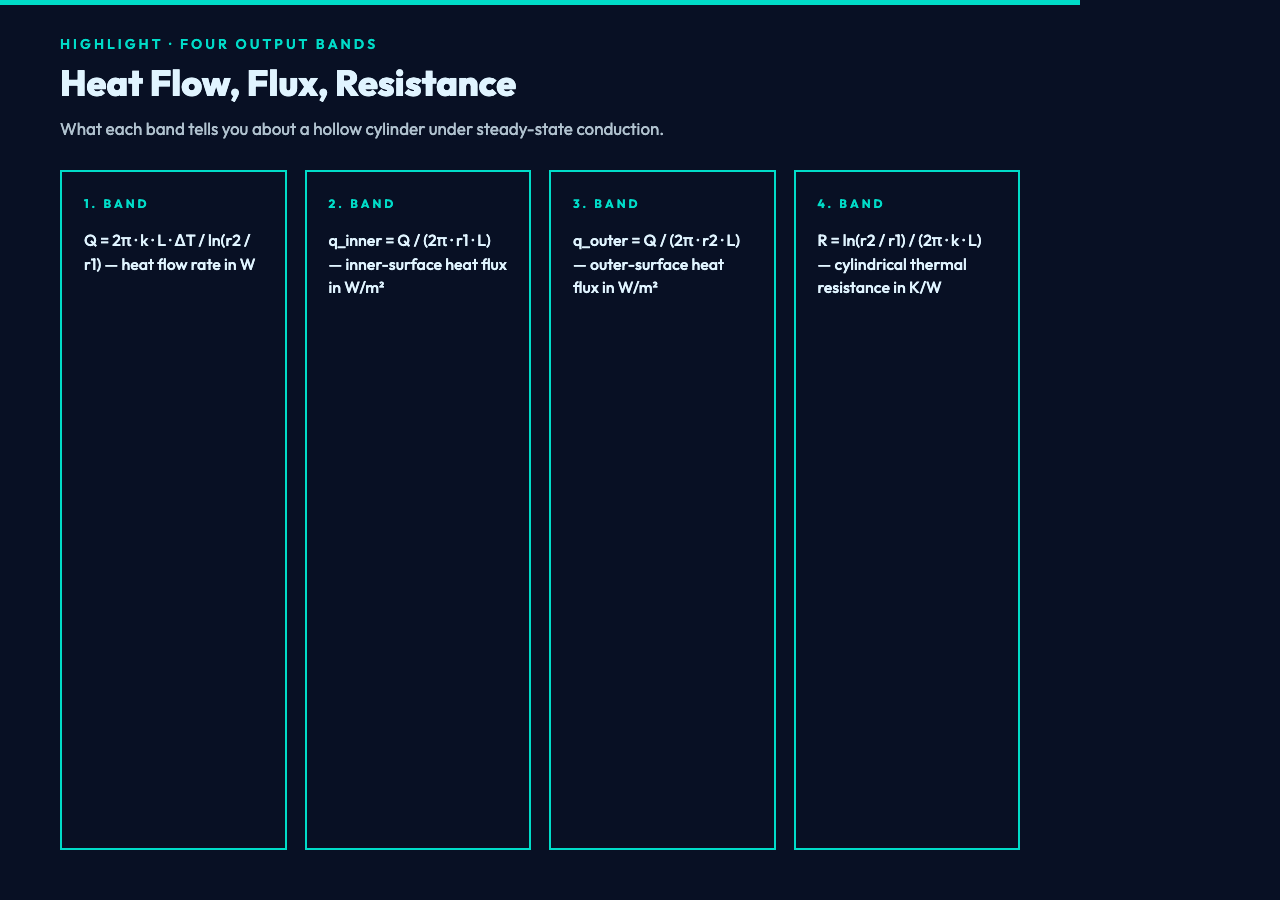 HIGHLIGHT · FOUR OUTPUT BANDS
Heat Flow, Flux, Resistance
What each band tells you about a hollow cylinder under steady-state conduction.
1. BAND
Q = 2π · k · L · ΔT / ln(r2 /
r1) — heat flow rate in W
2. BAND
q_inner = Q / (2π · r1 · L)
— inner-surface heat flux
in W/m²
3. BAND
q_outer = Q / (2π · r2 · L)
— outer-surface heat
flux in W/m²
4. BAND
R = ln(r2 / r1) / (2π · k · L)
— cylindrical thermal
resistance in K/W